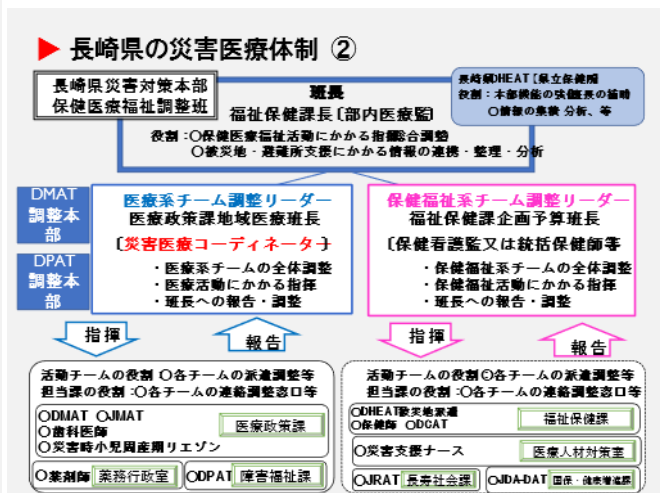 ▶ 長崎県の災害医療体制 ②
長崎県災害対策本部
保健医療福祉調整班
班長
福祉保健課長〔部内医療監〕
役割：○保健医療福祉活動にかかる指揮総合調整
○被災地・避難所支援にかかる情報の連携・整理・分析
長崎県DHEAT〔県立保健所
役割：本部機能の強化班長の補助
○情報の集積 分析、等
DMAT
調整本
部
DPAT
調整本
部
医療系チーム調整リーダー
医療政策課地域医療班長
〔災害医療コーディネーター〕
・医療系チームの全体調整
・医療活動にかかる指揮
・班長への報告・調整
保健福祉系チーム調整リーダー
福祉保健課企画予算班長
〔保健看護監又は統括保健師等
・保健福祉系チームの全体調整
・保健福祉活動にかかる指揮
・班長への報告・調整
指揮
報告
指揮
報告
活動チームの役割：○各チームの派遣調整等
担当課の役割：○各チームの連絡調整窓口等
○DMAT ○JMAT
○歯科医師
○災害時小児周産期リエゾン
医療政策課
○薬剤師 薬務行政室
○DPAT 障害福祉課
活動チームの役割○各チームの派遣調整等
担当課の役割：○各チームの連絡調整窓口等
○DHEAT被災地派遣
○保健師 ○DCAT
福祉保健課
○災害支援ナース
医療人材対策室
○JRAT 長寿社会課
○JDA-DAT 国保・健康増進課